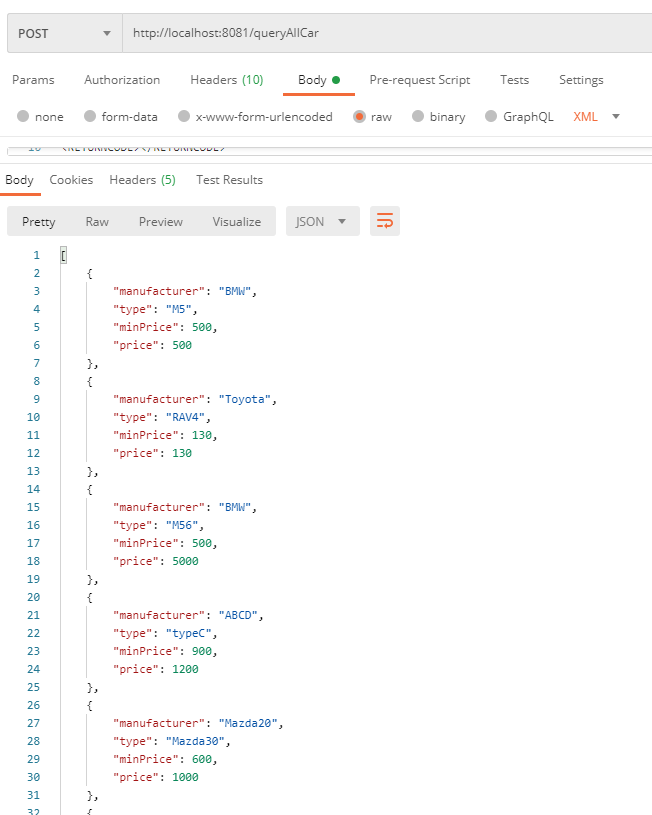 POST http://localhost:8081/queryAllCar
Params Authorization Headers (10) Body Pre-request Script Tests Settings
none form-data x-www-form-urlencoded raw binary GraphQL XML
Body Cookies Headers (5) Test Results
Pretty Raw Preview Visualize JSON
1 [
2 {
3 "manufacturer": "BMW",
4 "type": "M5",
5 "minPrice": 500,
6 "price": 500
7 },
8 {
9 "manufacturer": "Toyota",
10 "type": "RAV4",
11 "minPrice": 130,
12 "price": 130
13 },
14 {
15 "manufacturer": "BMW",
16 "type": "M56",
17 "minPrice": 500,
18 "price": 5000
19 },
20 {
21 "manufacturer": "ABCD",
22 "type": "typeC",
23 "minPrice": 900,
24 "price": 1200
25 },
26 {
27 "manufacturer": "Mazda20",
28 "type": "Mazda30",
29 "minPrice": 600,
30 "price": 1000
31 },
32 {